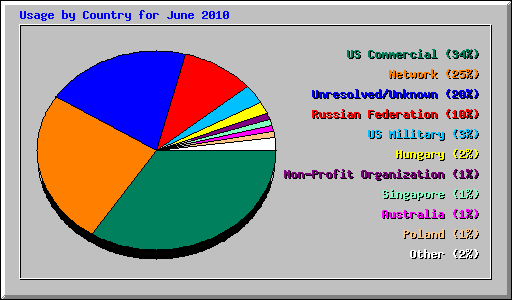 Usage by Country for June 2010
US Commercial (34%)
Network (25%)
Unresolved/Unknown (20%)
Russian Federation (10%)
US Military (3%)
Hungary (2%)
Non-Profit Organization (1%)
Singapore (1%)
Australia (1%)
Poland (1%)
Other (2%)